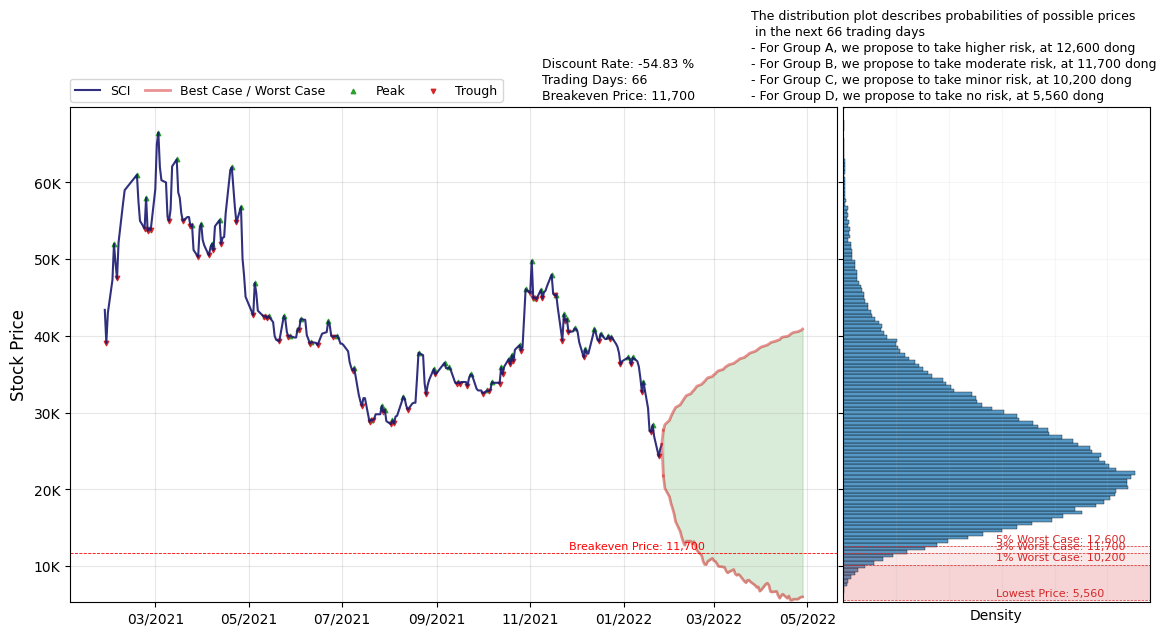 The distribution plot describes probabilities of possible prices
in the next 66 trading days
- For Group A, we propose to take higher risk, at 12,600 dong
- For Group B, we propose to take moderate risk, at 11,700 dong
- For Group C, we propose to take minor risk, at 10,200 dong
- For Group D, we propose to take no risk, at 5,560 dong
Discount Rate: -54.83 %
Trading Days: 66
Breakeven Price: 11,700
SCI
Best Case / Worst Case
Peak
Trough
Stock Price
60K
50K
40K
30K
20K
10K
Breakeven Price: 11,700
03/2021
05/2021
07/2021
09/2021
11/2021
01/2022
03/2022
05/2022
5% Worst Case: 12,600
3% Worst Case: 11,700
1% Worst Case: 10,200
Lowest Price: 5,560
Density